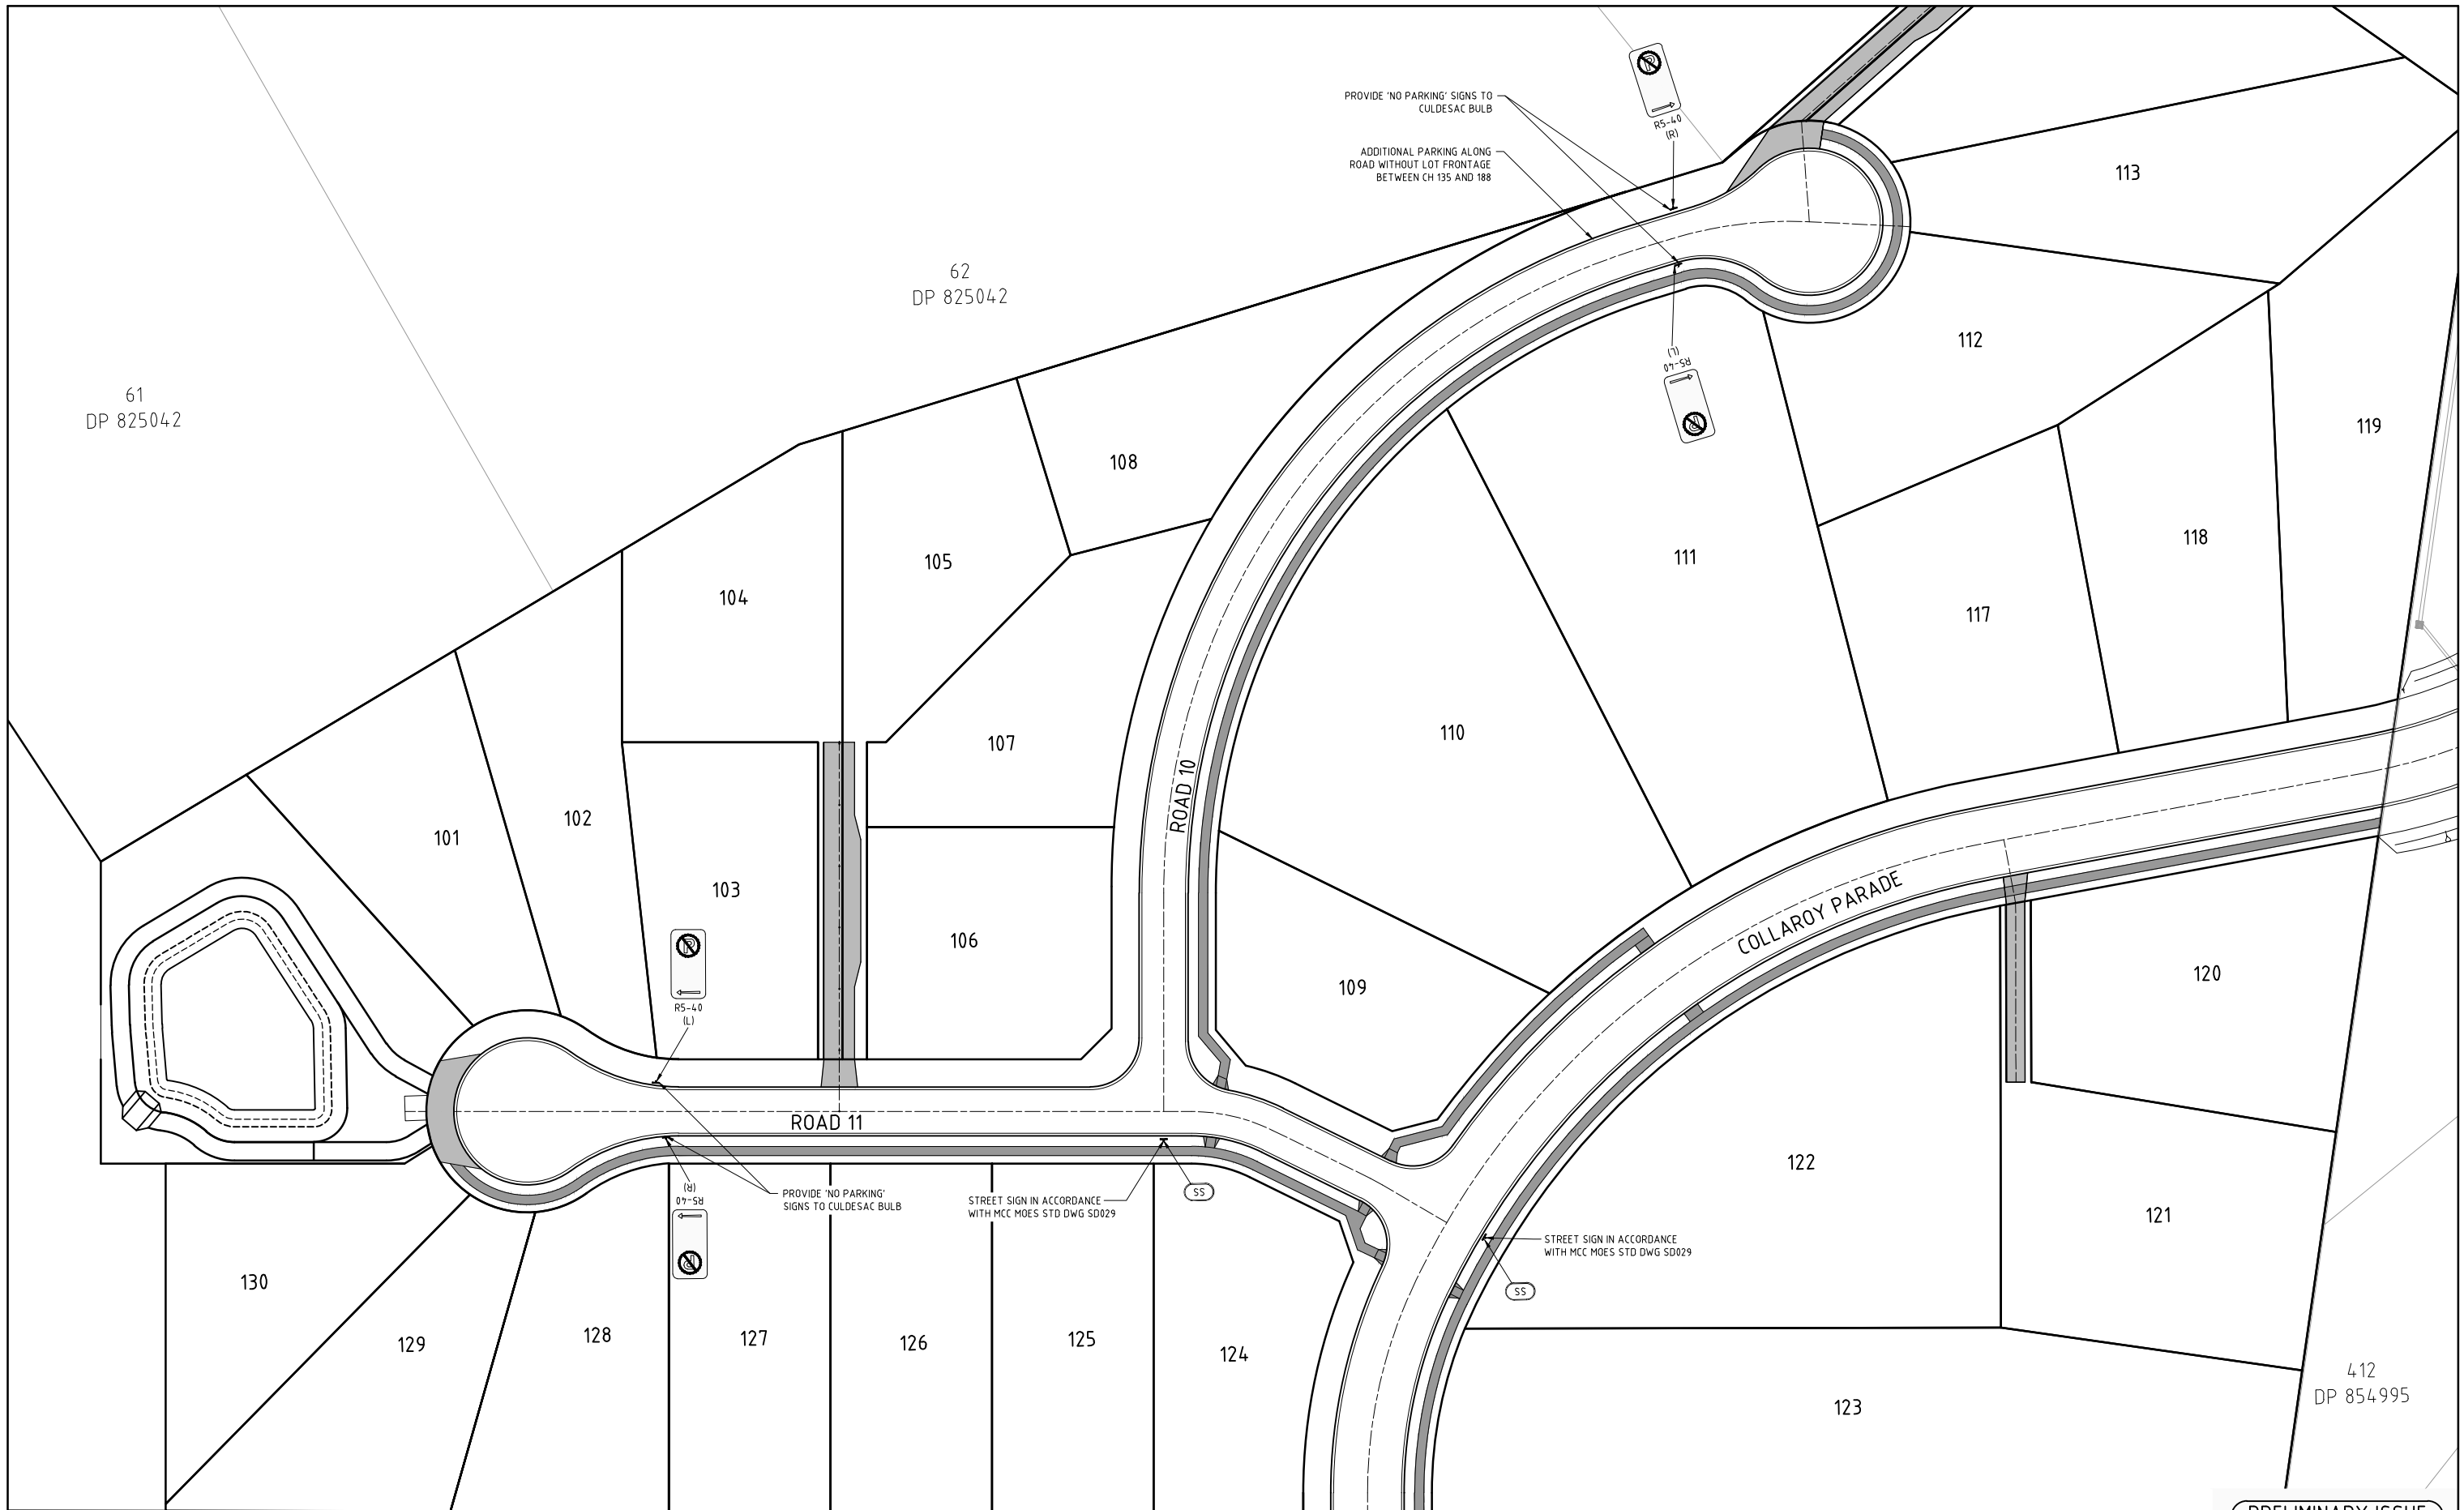 PROVIDE 'NO PARKING' SIGNS TO
CULDESAC BULB
R5-40
(R)
ADDITIONAL PARKING ALONG
ROAD WITHOUT LOT FRONTAGE
BETWEEN CH 135 AND 188
113
62
DP 825042
61
DP 825042
112
(L)
R5-40
P
119
108
118
105
111
104
117
110
107
ROAD 10
102
101
103
COLLAROY PARADE
106
109
120
P
R5-40
(L)
ROAD 11
122
(R)
R5-40
P
PROVIDE 'NO PARKING'
SIGNS TO CULDESAC BULB
STREET SIGN IN ACCORDANCE
WITH MCC MOES STD DWG SD029
SS
121
STREET SIGN IN ACCORDANCE
WITH MCC MOES STD DWG SD029
SS
130
129
128
127
126
125
124
123
412
DP 854995
PRELIMINARY ISSUE